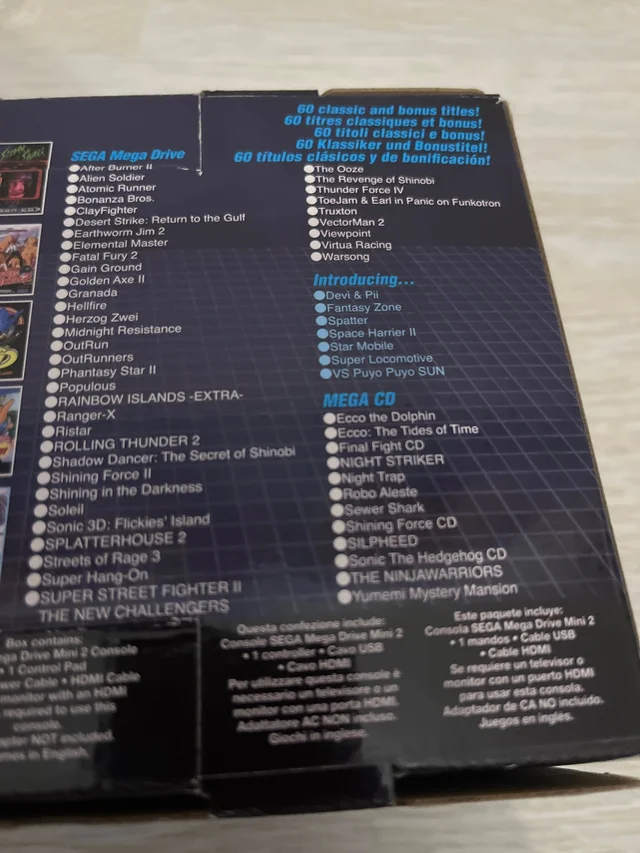 60 classic and bonus titles!
60 titres classiques et bonus!
60 titoli classici e bonus!
60 Klassiker und Bonustitel!
60 títulos clásicos y de bonificación!
SEGA Mega Drive
After Burner II
Alien Soldier
Atomic Runner
Bonanza Bros.
ClayFighter
Desert Strike: Return to the Gulf
Earthworm Jim 2
Elemental Master
Fatal Fury 2
Gain Ground
Golden Axe II
Granada
Hellfire
Herzog Zwei
Midnight Resistance
OutRun
OutRunners
Phantasy Star II
Populous
RAINBOW ISLANDS -EXTRA-
Ranger-X
Ristar
ROLLING THUNDER 2
Shadow Dancer: The Secret of Shinobi
Shining Force II
Shining in the Darkness
Soleil
Sonic 3D: Flickies' Island
SPLATTERHOUSE 2
Streets of Rage 3
Super Hang-On
SUPER STREET FIGHTER II
THE NEW CHALLENGERS
The Ooze
The Revenge of Shinobi
Thunder Force IV
ToeJam & Earl in Panic on Funkotron
Truxton
VectorMan 2
Viewpoint
Virtua Racing
Warsong
Introducing...
Devi & Pii
Fantasy Zone
Spatter
Space Harrier II
Star Mobile
Super Locomotive
VS Puyo Puyo SUN
MEGA CD
Ecco the Dolphin
Ecco: The Tides of Time
Final Fight CD
NIGHT STRIKER
Night Trap
Robo Aleste
Sewer Shark
Shining Force CD
SILPHEED
Sonic The Hedgehog CD
THE NINJAWARRIORS
Yumemi Mystery Mansion
Box contains:
Mega Drive Mini 2 Console
• 1 Control Pad
Power Cable • HDMI Cable
monitor with an HDMI
required to use this
console.
NOT included.
in English.
Questa confezione include:
Console SEGA Mega Drive Mini 2
• 1 controller • Cavo USB
• Cavo HDMI
Per utilizzare questa console è
necessario un televisore o un
monitor con una porta HDMI.
Adattatore AC NON incluso.
Giochi in inglese.
Este paquete incluye:
Consola SEGA Mega Drive Mini 2
• 1 mandos • Cable USB
• Cable HDMI
Se requiere un televisor o
monitor con un puerto HDMI
para usar esta consola.
Adaptador de CA NO incluido.
Juegos en inglés.